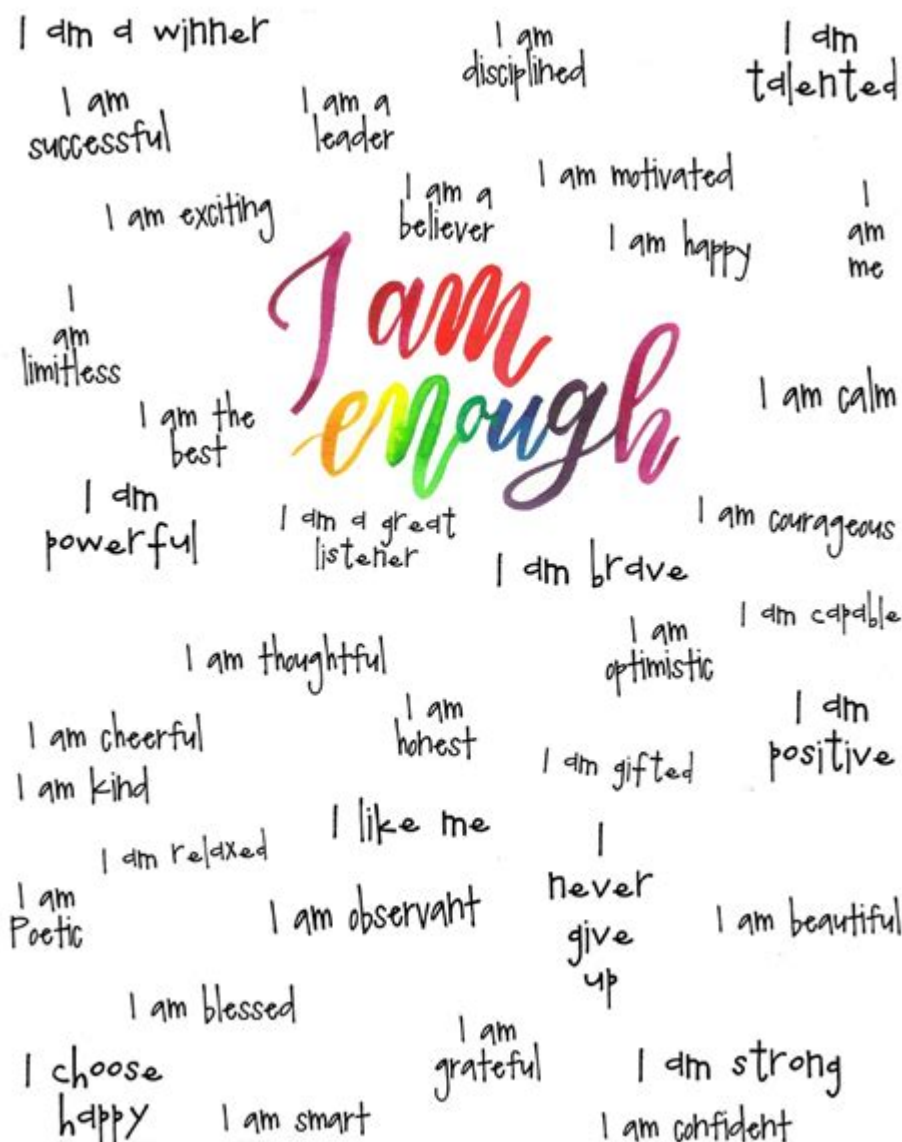 I am a winner
I am
disciplined
I am
talented
I am
successful
I am a
leader
I am exciting
I am a
believer
I am motivated
I am happy
I
am
me
I am
enough
I
am
limitless
I am the
best
I am calm
I am
powerful
I am a great
listener
I am brave
I am courageous
I am capable
I am thoughtful
I am
optimistic
I am cheerful
I am
honest
I am
positive
I am kind
I am gifted
I like me
I am relaxed
I
never
give
up
I am
Poetic
I am observant
I am beautiful
I am blessed
I am
grateful
I am strong
I choose
happy
I am smart
I am confident